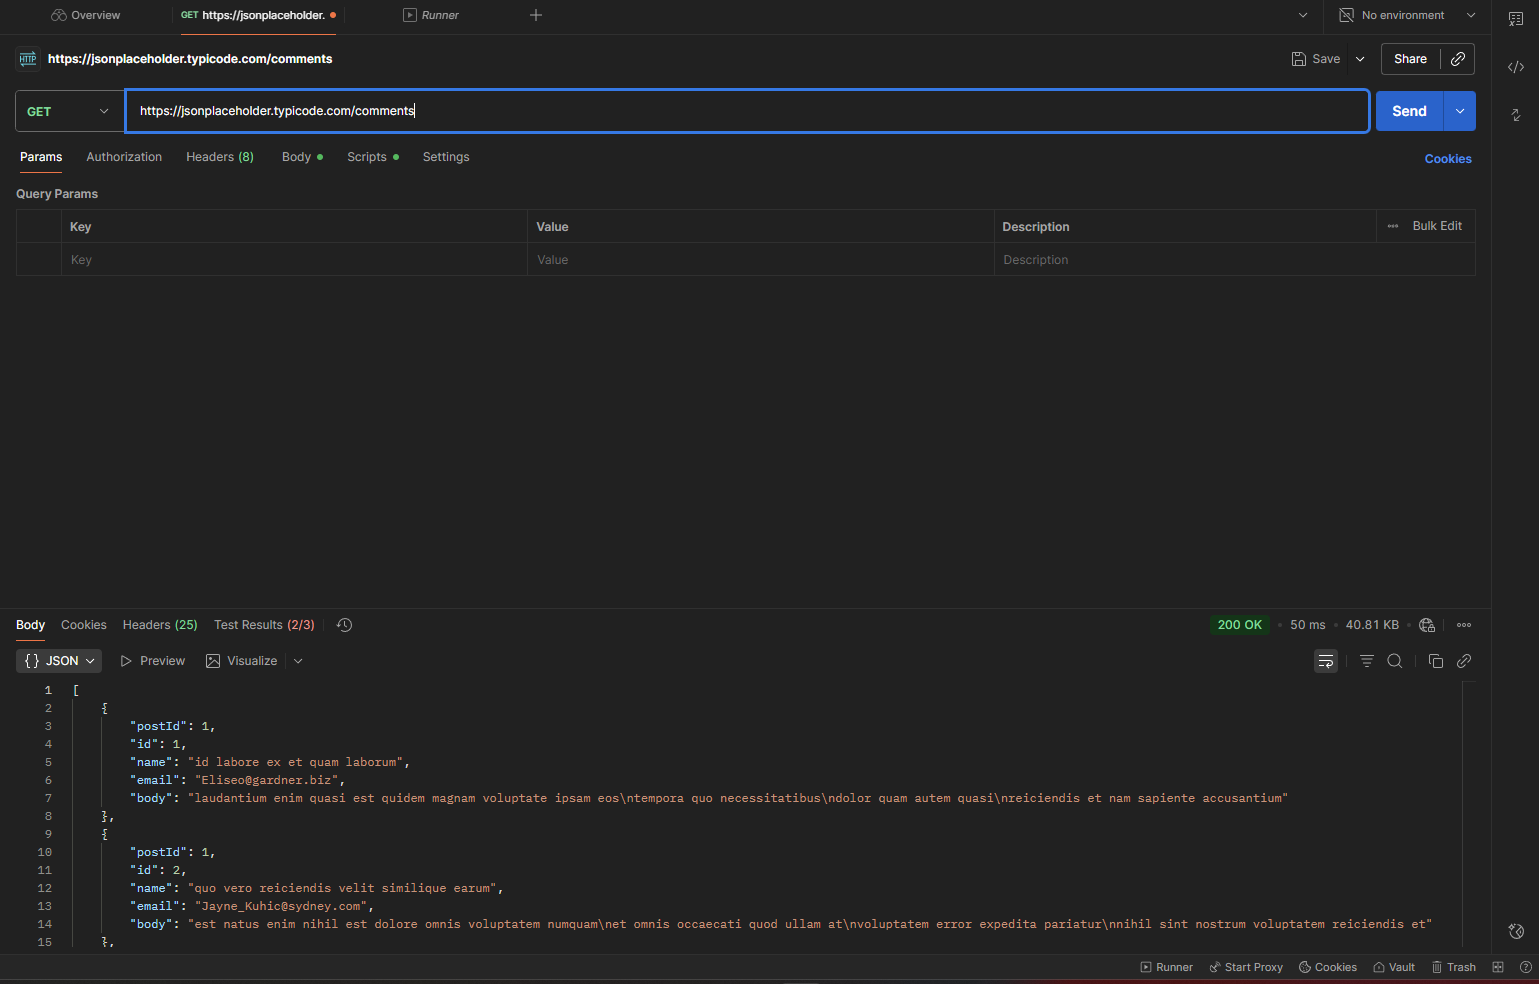 Overview
GET https://jsonplaceholder.
Runner
No environment
HTTP https://jsonplaceholder.typicode.com/comments
Save
Share
GET
https://jsonplaceholder.typicode.com/comments
Send
Params Authorization Headers (8) Body Scripts Settings
Cookies
Query Params
Key Value Description Bulk Edit
Key Value Description
Body Cookies Headers (25) Test Results (2/3)
200 OK 50 ms 40.81 KB
{} JSON Preview Visualize
1 [
2 {
3 "postId": 1,
4 "id": 1,
5 "name": "id labore ex et quam laborum",
6 "email": "Eliseo@gardner.biz",
7 "body": "laudantium enim quasi est quidem magnam voluptate ipsam eos\ntempora quo necessitatibus\ndolor quam autem quasi\nreiciendis et nam sapiente accusantium"
8 },
9 {
10 "postId": 1,
11 "id": 2,
12 "name": "quo vero reiciendis velit similique earum",
13 "email": "Jayne_Kuhic@sydney.com",
14 "body": "est natus enim nihil est dolore omnis voluptatem numquam\net omnis occaecati quod ullam at\nvoluptatem error expedita pariatur\nnihil sint nostrum voluptatem reiciendis et"
15 },
Runner Start Proxy Cookies Vault Trash